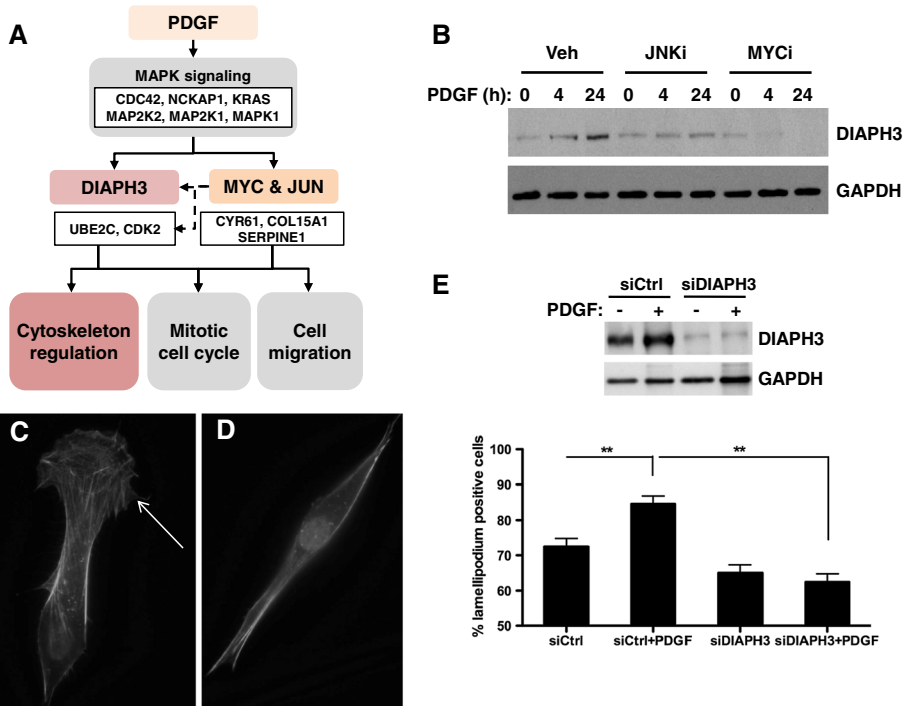 A
PDGF
MAPK signaling
CDC42, NCKAP1, KRAS
MAP2K2, MAP2K1, MAPK1
DIAPH3
MYC & JUN
UBE2C, CDK2
CYR61, COL15A1
SERPINE1
Cytoskeleton
regulation
Mitotic
cell cycle
Cell
migration
B
Veh JNKi MYCi
PDGF (h): 0 4 24 0 4 24 0 4 24
DIAPH3
GAPDH
C
D
E
siCtrl siDIAPH3
PDGF: - + - +
DIAPH3
GAPDH
% lamellipodium positive cells
100
90
80
70
60
50
** **
siCtrl siCtrl+PDGF siDIAPH3 siDIAPH3+PDGF